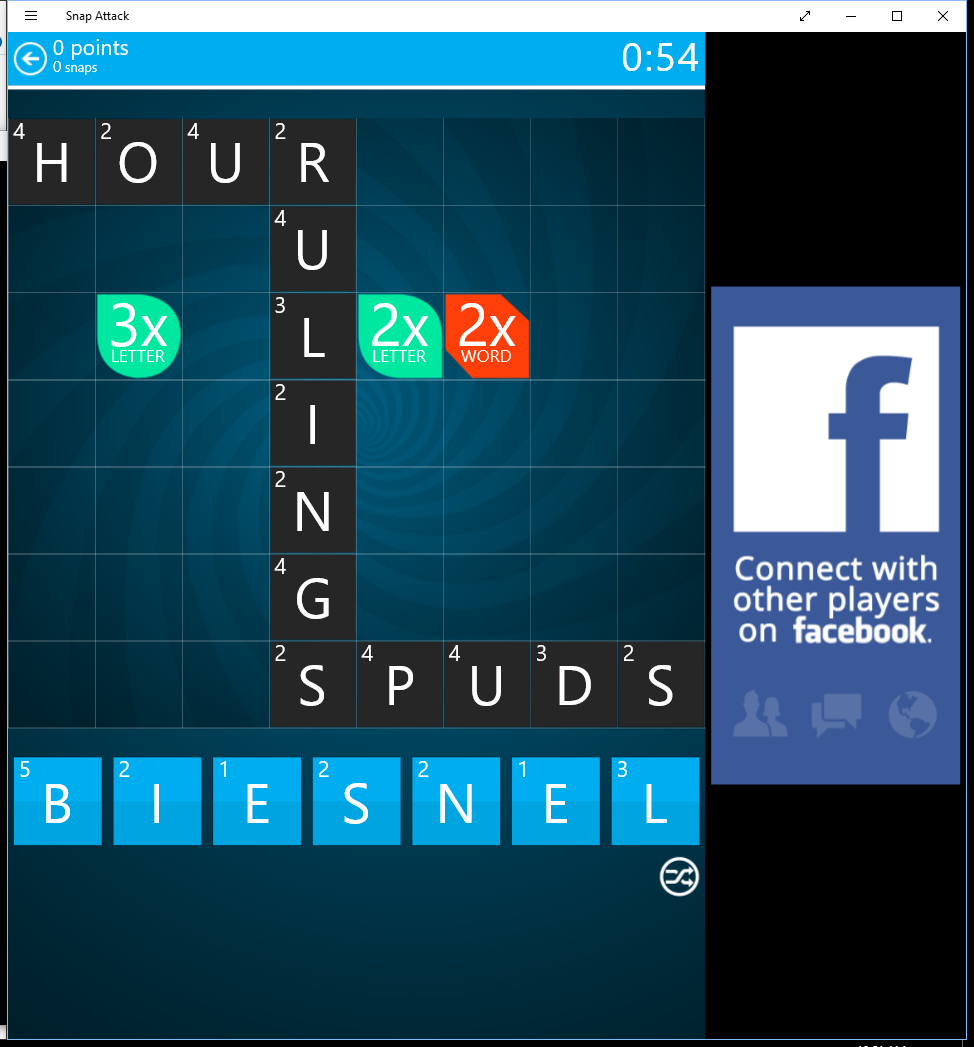 Snap Attack
0 points
0 snaps
0:54
4 H 2 O 4 U 2 R
4 U
3x LETTER 3 L 2x LETTER 2x WORD
2 I
2 N
4 G
2 S 4 P 4 U 3 D 2 S
5 B 2 I 1 E 2 S 2 N 1 E 3 L
f
Connect with
other players
on facebook.